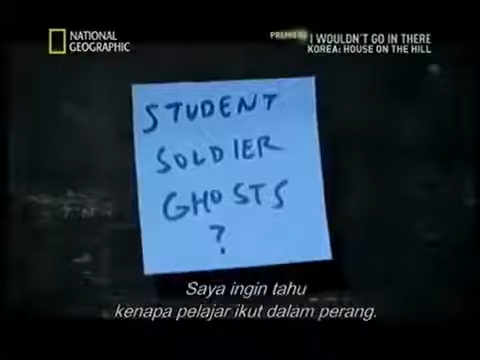 NATIONAL
GEOGRAPHIC
PREMIERE
I WOULDN'T GO IN THERE
KOREA: HOUSE ON THE HILL
STUDENT
SOLDIER
GHOSTS
?
Saya ingin tahu
kenapa pelajar ikut dalam perang.